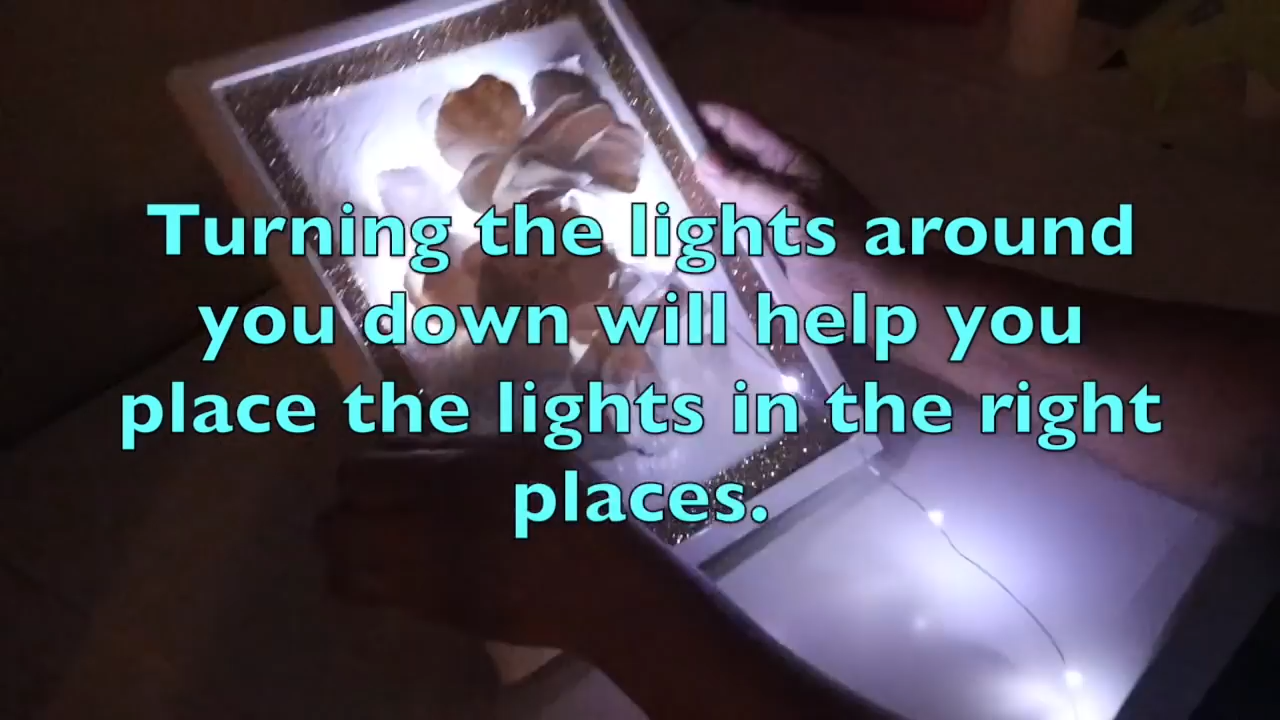 Turning the lights around
you down will help you
place the lights in the right
places.